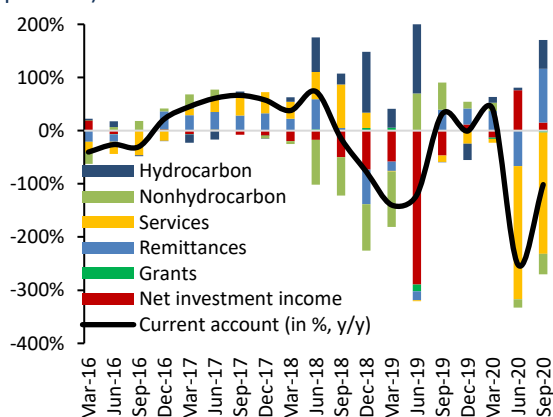 200%
100%
0%
-100%
-200%
-300%
-400%
Hydrocarbon
Nonhydrocarbon
Services
Remittances
Grants
Net investment income
Current account (in %, y/y)
Mar-16
Jun-16
Sep-16
Dec-16
Mar-17
Jun-17
Sep-17
Dec-17
Mar-18
Jun-18
Sep-18
Dec-18
Mar-19
Jun-19
Sep-19
Dec-19
Mar-20
Jun-20
Sep-20